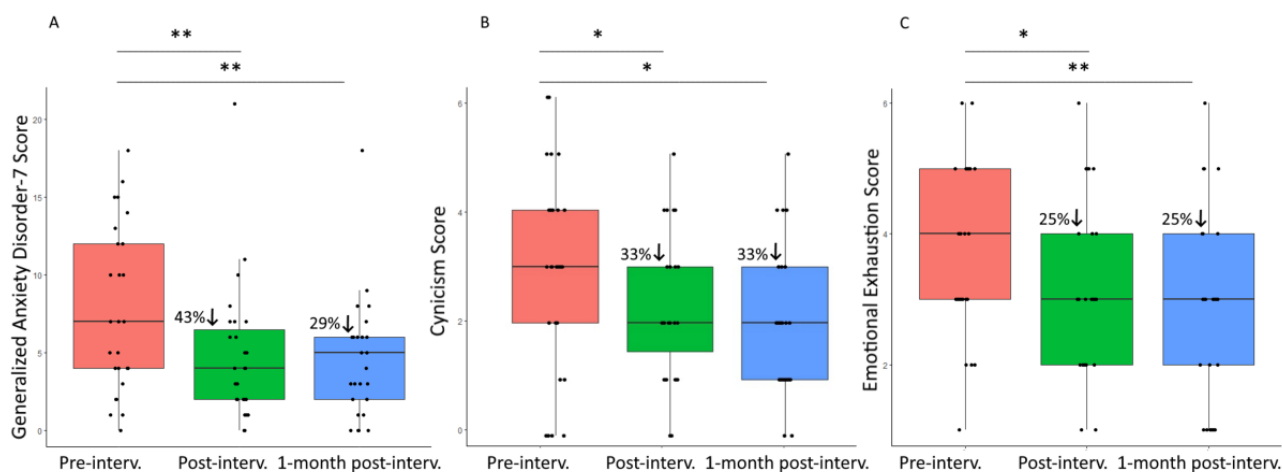 A
**
**
Generalized Anxiety Disorder-7 Score
20
15
10
5
0
43%↓
29%↓
Pre-interv. Post-interv. 1-month post-interv.
B
*
*
Cynicism Score
6
4
2
0
33%↓
33%↓
Pre-interv. Post-interv. 1-month post-interv.
C
*
**
Emotional Exhaustion Score
6
4
2
25%↓
25%↓
Pre-interv. Post-interv. 1-month post-interv.